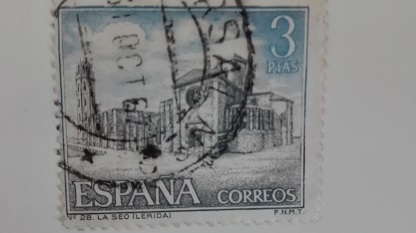 3
PTAS
ESPAÑA CORREOS
Nº 28. LA SEO (LERIDA) F.N.M.T.